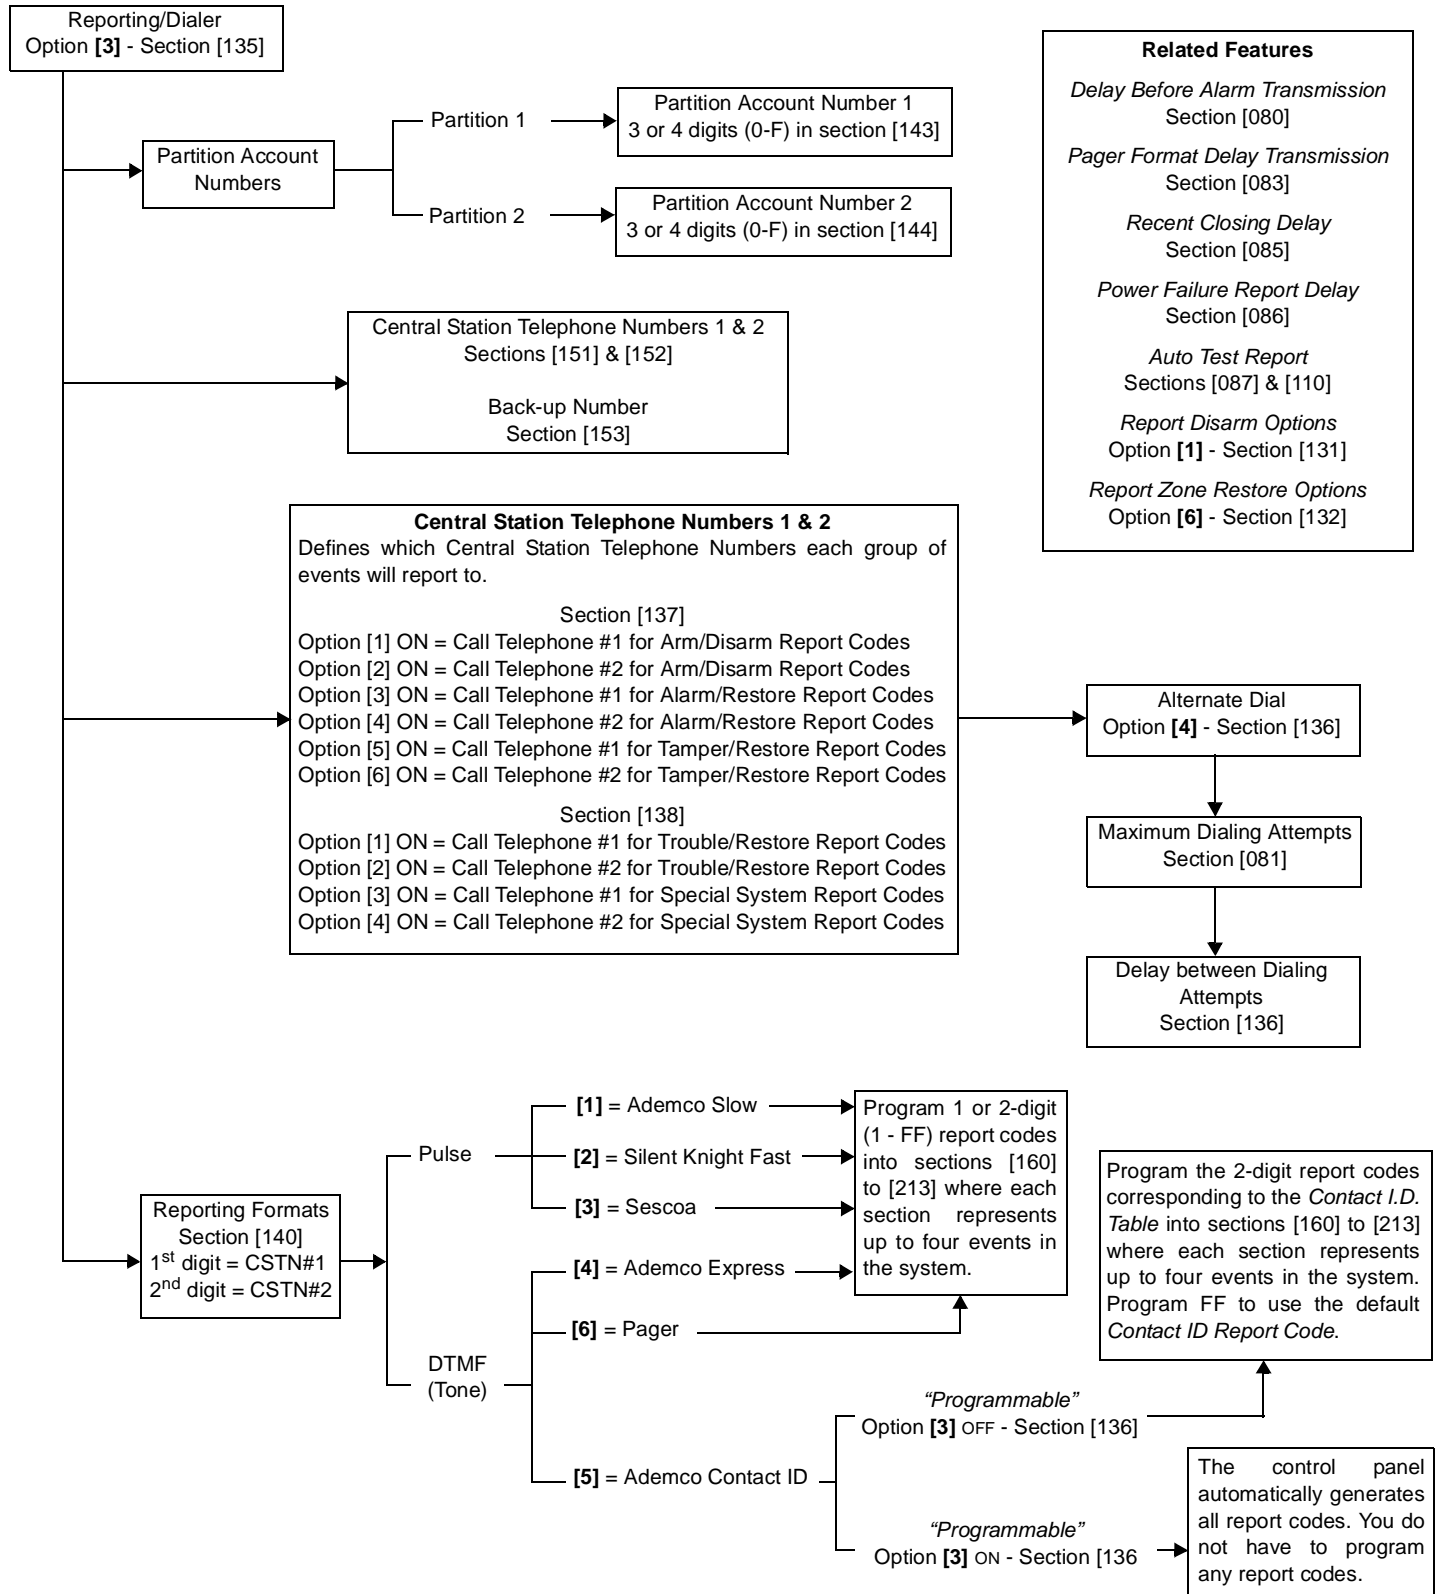 Reporting/Dialer
Option [3] - Section [135]
Partition Account
Numbers
Partition 1
Partition Account Number 1
3 or 4 digits (0-F) in section [143]
Partition 2
Partition Account Number 2
3 or 4 digits (0-F) in section [144]
Related Features
Delay Before Alarm Transmission
Section [080]
Pager Format Delay Transmission
Section [083]
Recent Closing Delay
Section [085]
Power Failure Report Delay
Section [086]
Auto Test Report
Sections [087] & [110]
Report Disarm Options
Option [1] - Section [131]
Report Zone Restore Options
Option [6] - Section [132]
Central Station Telephone Numbers 1 & 2
Sections [151] & [152]
Back-up Number
Section [153]
Central Station Telephone Numbers 1 & 2
Defines which Central Station Telephone Numbers each group of
events will report to.
Section [137]
Option [1] ON = Call Telephone #1 for Arm/Disarm Report Codes
Option [2] ON = Call Telephone #2 for Arm/Disarm Report Codes
Option [3] ON = Call Telephone #1 for Alarm/Restore Report Codes
Option [4] ON = Call Telephone #2 for Alarm/Restore Report Codes
Option [5] ON = Call Telephone #1 for Tamper/Restore Report Codes
Option [6] ON = Call Telephone #2 for Tamper/Restore Report Codes
Section [138]
Option [1] ON = Call Telephone #1 for Trouble/Restore Report Codes
Option [2] ON = Call Telephone #2 for Trouble/Restore Report Codes
Option [3] ON = Call Telephone #1 for Special System Report Codes
Option [4] ON = Call Telephone #2 for Special System Report Codes
Alternate Dial
Option [4] - Section [136]
Maximum Dialing Attempts
Section [081]
Delay between Dialing
Attempts
Section [136]
Reporting Formats
Section [140]
1st digit = CSTN#1
2nd digit = CSTN#2
Pulse
[1] = Ademco Slow
[2] = Silent Knight Fast
[3] = Sescoa
DTMF
(Tone)
[4] = Ademco Express
[6] = Pager
[5] = Ademco Contact ID
Program 1 or 2-digit
(1 - FF) report codes
into sections [160]
to [213] where each
section represents
up to four events in
the system.
"Programmable"
Option [3] OFF - Section [136]
Program the 2-digit report codes
corresponding to the Contact I.D.
Table into sections [160] to [213]
where each section represents
up to four events in the system.
Program FF to use the default
Contact ID Report Code.
"Programmable"
Option [3] ON - Section [136
The control panel
automatically generates
all report codes. You do
not have to program
any report codes.